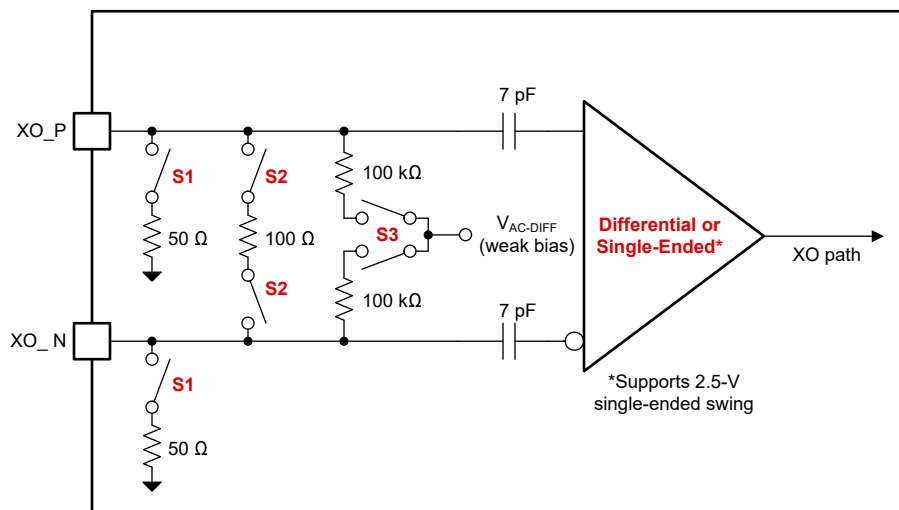 7 pF
XO_P
S1
S2
100 kΩ
50 Ω
100 Ω
S3
V_AC-DIFF
(weak bias)
Differential or
Single-Ended*
XO path
S2
100 kΩ
7 pF
XO_ N
S1
*Supports 2.5-V
single-ended swing
50 Ω